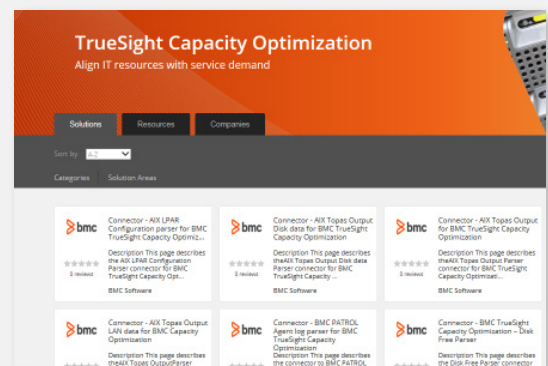 TrueSight Capacity Optimization
Align IT resources with service demand
Solutions
Resources
Companies
Sort by
A-Z
Categories
Solution Areas
bmc
Connector - AIX LPAR
Configuration parser for BMC
TrueSight Capacity Optimiz...
Description This page describes
the AIX LPAR Configuration
Parser connector for BMC
TrueSight Capacity Opt...
0 reviews
BMC Software
bmc
Connector - AIX Topas Output
Disk data for BMC TrueSight
Capacity Optimization
Description This page describes
theAIX Topas Output Disk data
Parser connector for BMC
TrueSight Capacity ...
0 reviews
BMC Software
bmc
Connector - AIX Topas Output
for BMC TrueSight Capacity
Optimization
Description This page describes
theAIX Topas Output Parser
connector for BMC TrueSight
Capacity Optimizati...
0 reviews
BMC Software
bmc
Connector - AIX Topas Output
LAN data for BMC Capacity
Optimization
Description This page describes
theAIX Topas OutputParser
bmc
Connector - BMC PATROL
Agent log parser for BMC
TrueSight Capacity
Optimization
Description This page describes
the connector to BMC PATROL
bmc
Connector - BMC TrueSight
Capacity Optimization – Disk
Free Parser
Description This page describes
the Disk Free Parser connector